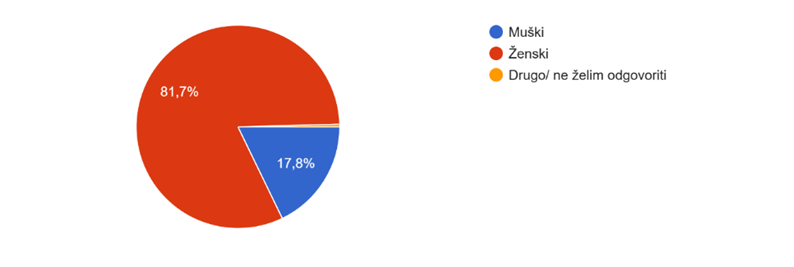 Muški
Ženski
Drugo/ ne želim odgovoriti
81,7%
17,8%